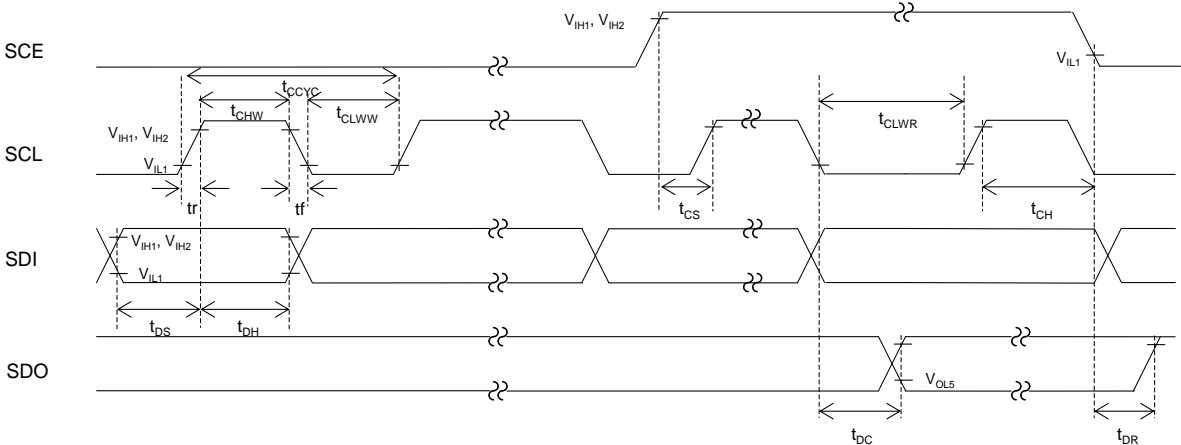 V_IH1, V_IH2
SCE
V_IL1
t_CCYC
t_CHW
t_CLWW
t_CLWR
V_IH1, V_IH2
SCL
V_IL1
tr
tf
t_CS
t_CH
V_IH1, V_IH2
SDI
V_IL1
t_DS
t_DH
SDO
V_OL5
t_DC
t_DR